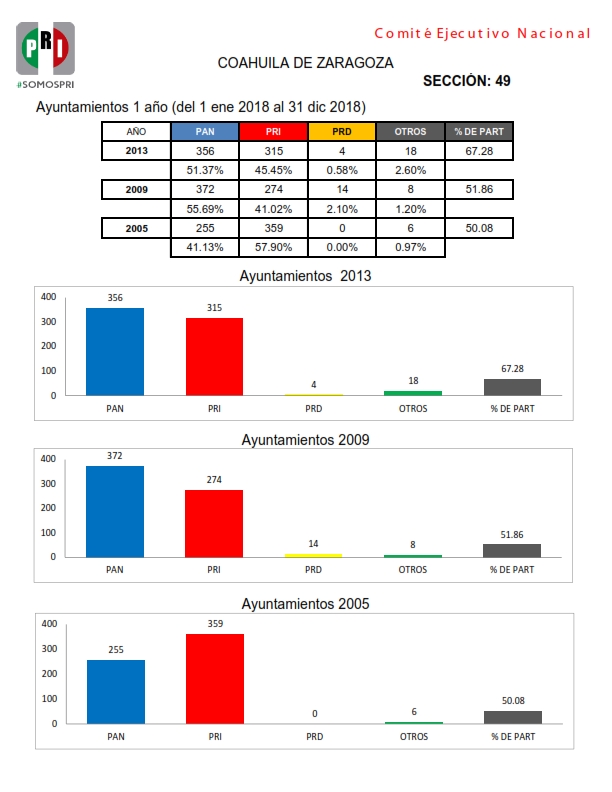 Comité Ejecutivo Nacional
PRI
#SOMOSPRI
COAHUILA DE ZARAGOZA
SECCIÓN: 49
Ayuntamientos 1 año (del 1 ene 2018 al 31 dic 2018)
AÑO PAN PRI PRD OTROS % DE PART
2013 356 315 4 18 67.28
51.37% 45.45% 0.58% 2.60%
2009 372 274 14 8 51.86
55.69% 41.02% 2.10% 1.20%
2005 255 359 0 6 50.08
41.13% 57.90% 0.00% 0.97%
Ayuntamientos 2013
400
300
200
100
0
356 315 4 18 67.28
PAN PRI PRD OTROS % DE PART
Ayuntamientos 2009
400
300
200
100
0
372 274 14 8 51.86
PAN PRI PRD OTROS % DE PART
Ayuntamientos 2005
400
300
200
100
0
255 359 0 6 50.08
PAN PRI PRD OTROS % DE PART